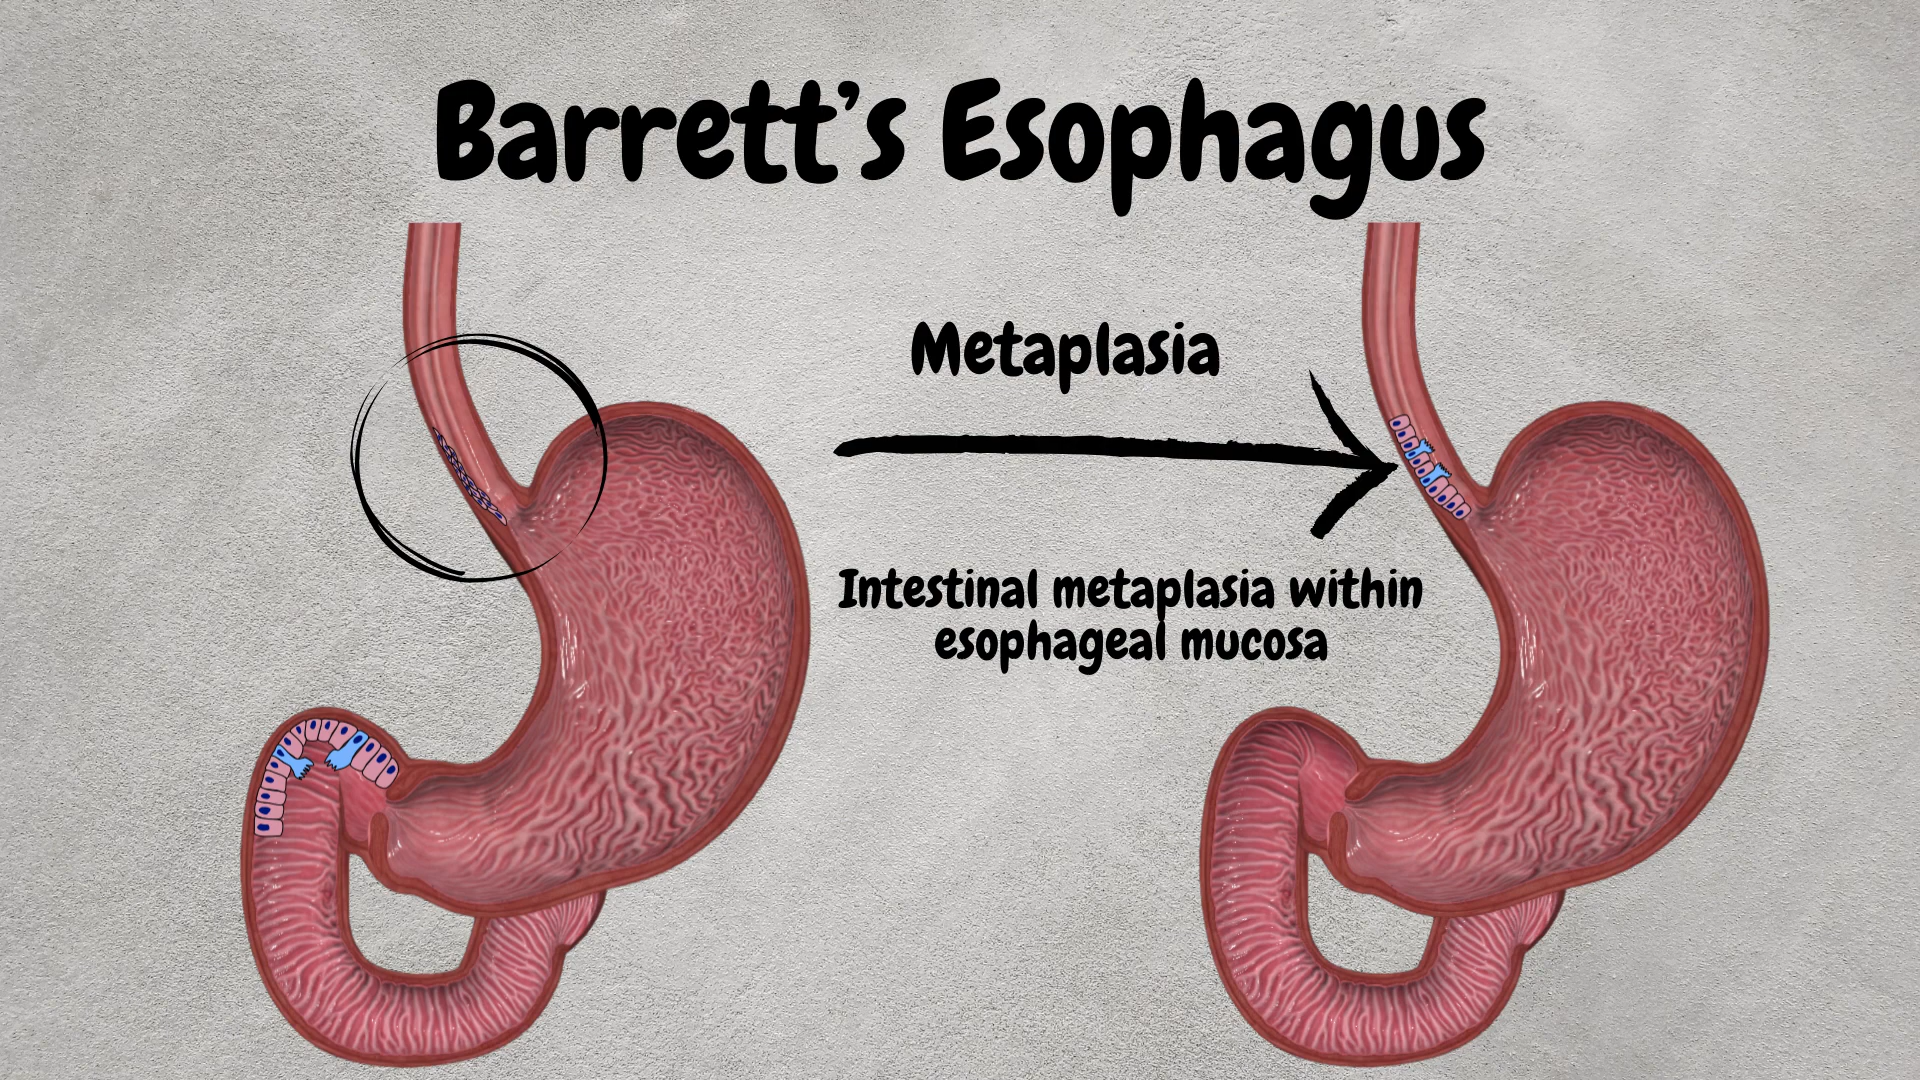 Barrett’s Esophagus
Metaplasia
Intestinal metaplasia within
esophageal mucosa